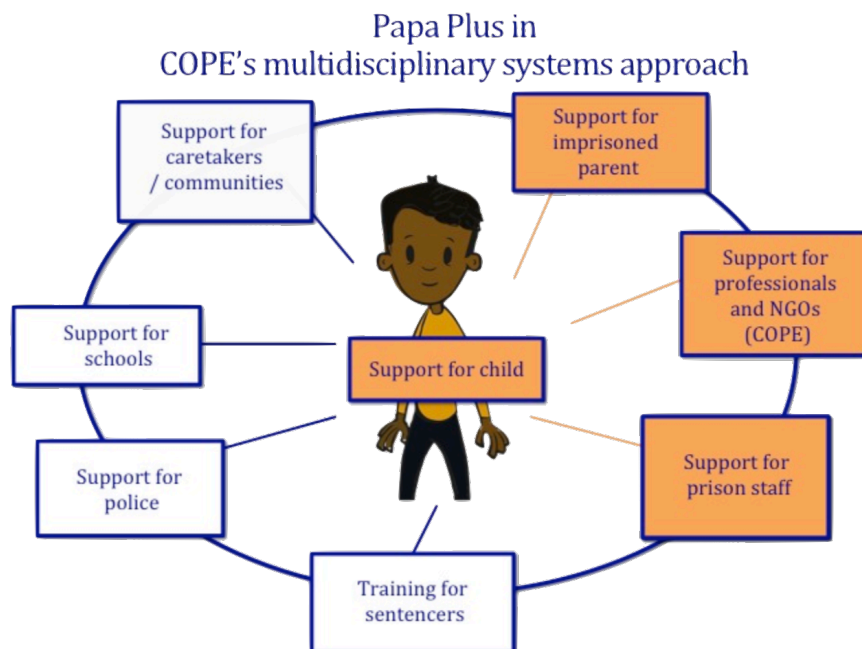 Papa Plus in
COPE's multidisciplinary systems approach
Support for
caretakers
/ communities
Support for
imprisoned
parent
Support for
professionals
and NGOs
(COPE)
Support for
schools
Support for child
Support for
police
Support for
prison staff
Training for
sentencers